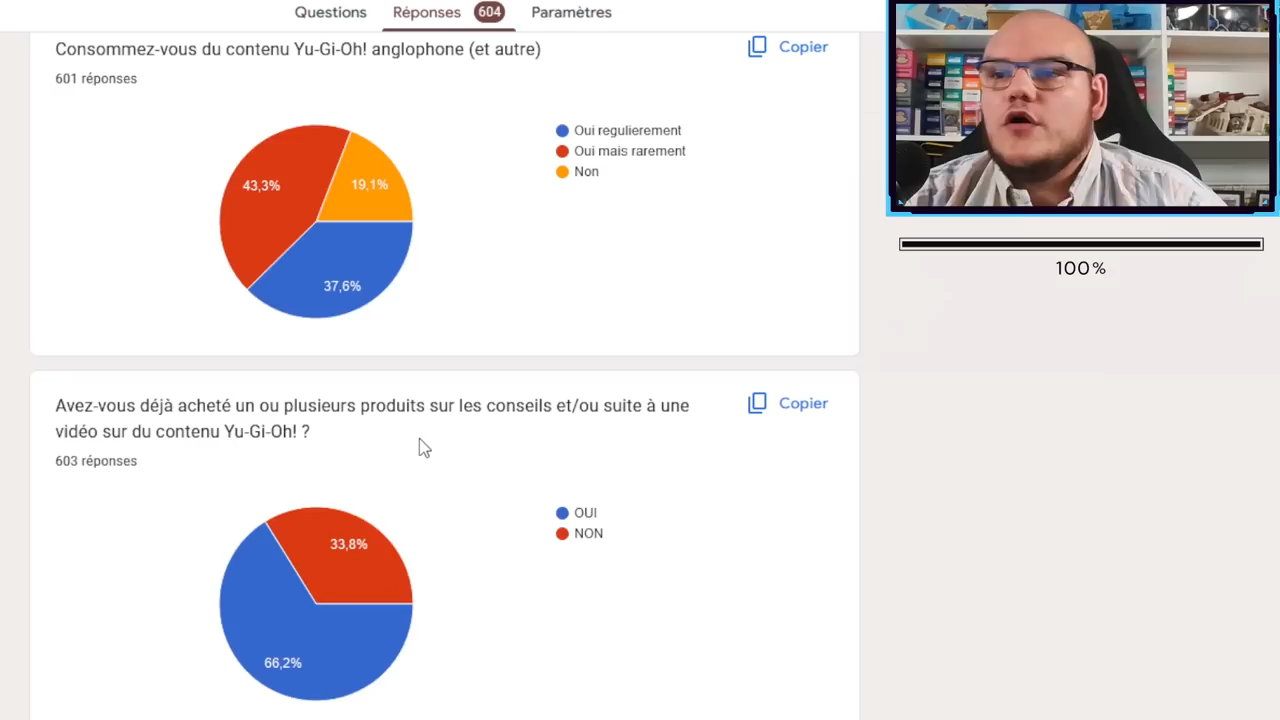 Questions
Réponses 604
Paramètres
Consommez-vous du contenu Yu-Gi-Oh! anglophone (et autre)
Copier
601 réponses
Oui regulierement
Oui mais rarement
Non
43,3%
19,1%
37,6%
100%
Avez-vous déjà acheté un ou plusieurs produits sur les conseils et/ou suite à une
vidéo sur du contenu Yu-Gi-Oh! ?
Copier
603 réponses
OUI
NON
33,8%
66,2%